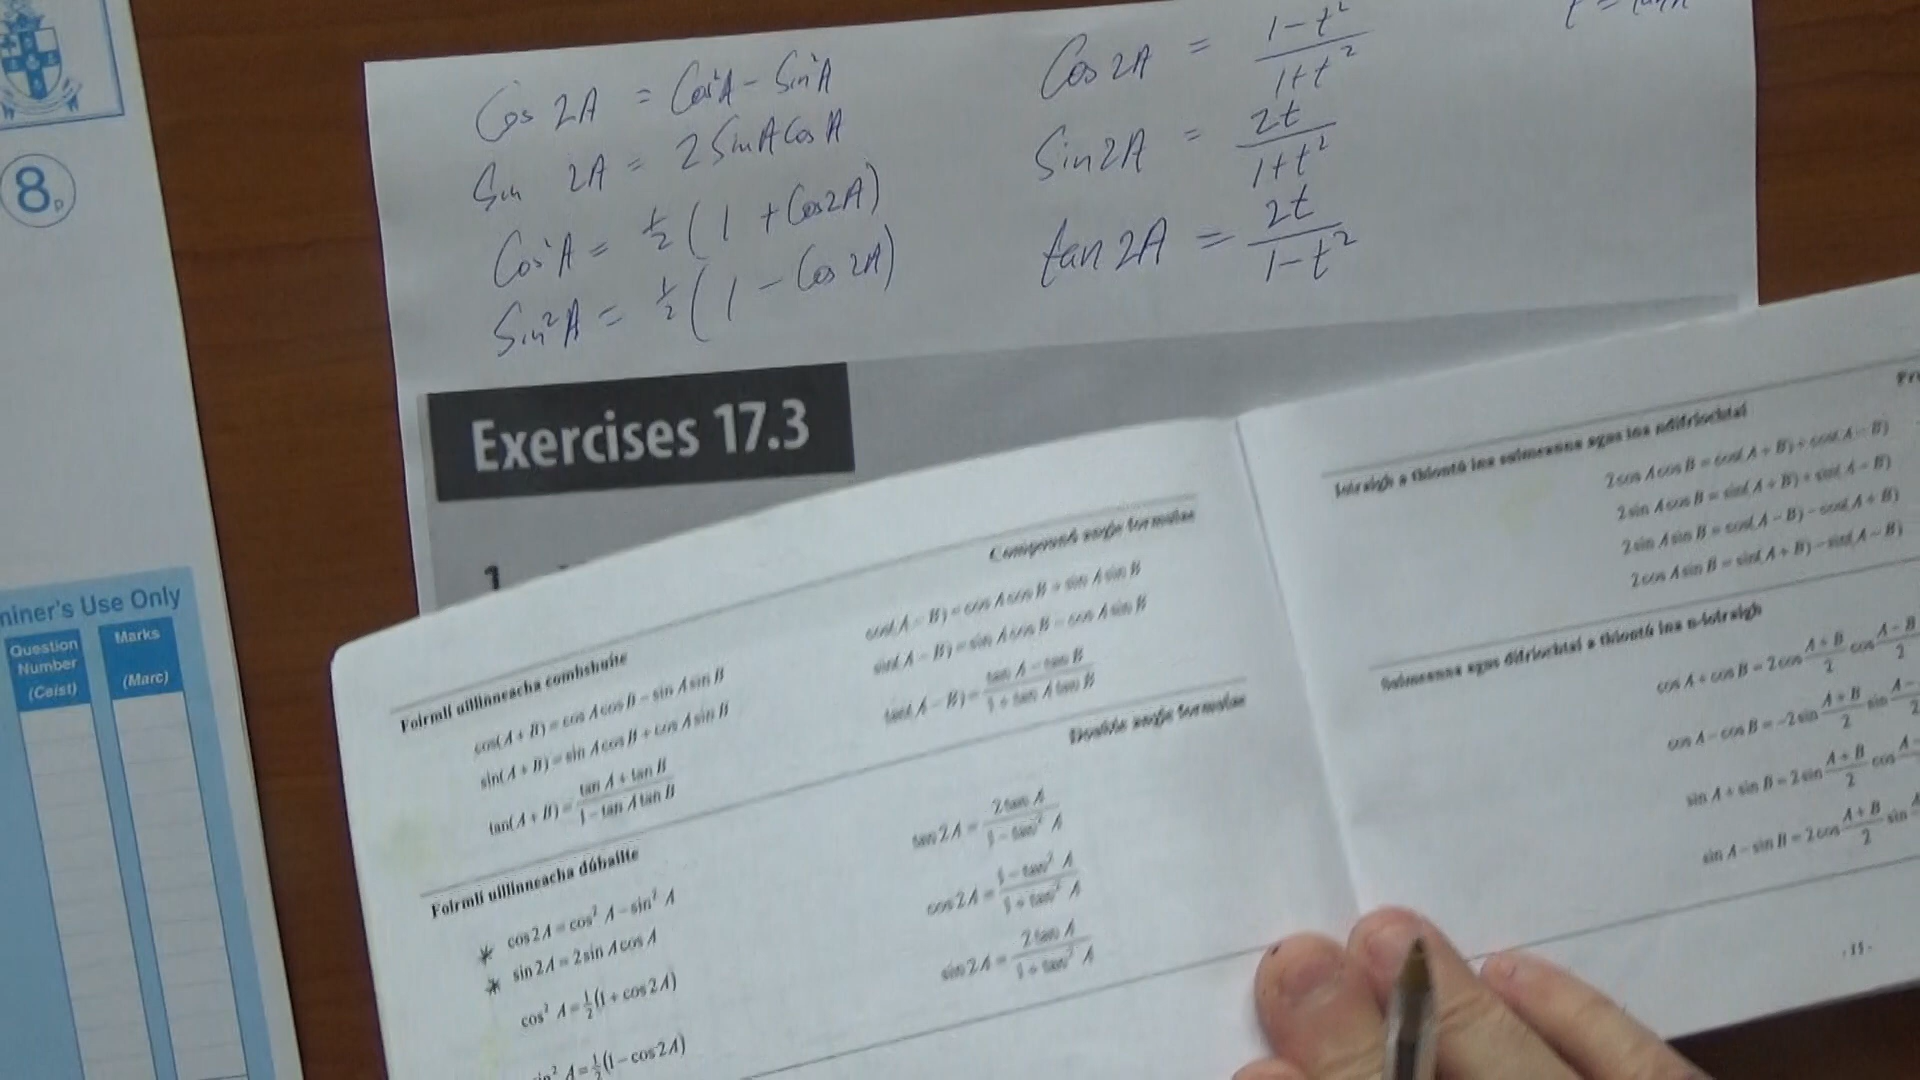 Cos 2A = Cos²A - Sin²A
Sin 2A = 2 Sin A Cos A
Cos²A = ½ ( 1 + Cos2A)
Sin²A = ½ ( 1 - Cos 2A)
Cos 2A = 1-t² / 1+t²
Sin2A = 2t / 1+t²
tan 2A = 2t / 1-t²
t = tan A
8
Exercises 17.3
1
niner's Use Only
Question Number (Ceist)
Marks (Marc)
Foirmlí uillinneacha comhshuite
Compound angle formulae
cos(A + B) = cos A cos B - sin A sin B
sin(A + B) = sin A cos B + cos A sin B
tan(A + B) = tan A + tan B / 1 - tan A tan B
cos(A - B) = cos A cos B + sin A sin B
sin(A - B) = sin A cos B - cos A sin B
tan(A - B) = tan A - tan B / 1 + tan A tan B
Foirmlí uillinneacha dúbailte
Double angle formulae
* cos 2A = cos² A - sin² A
* sin 2A = 2 sin A cos A
cos² A = ½(1 + cos 2A)
sin² A = ½(1 - cos 2A)
tan 2A = 2 tan A / 1 - tan² A
cos 2A = 1 - tan² A / 1 + tan² A
sin 2A = 2 tan A / 1 + tan² A
2 cos A cos B = cos(A + B) + cos(A - B)
2 sin A cos B = sin(A + B) + sin(A - B)
2 sin A sin B = cos(A - B) - cos(A + B)
2 cos A sin B = sin(A + B) - sin(A - B)
cos A + cos B = 2 cos A + B / 2 cos A - B / 2
cos A - cos B = -2 sin A + B / 2 sin A - / 2
sin A + sin B = 2 sin A + B / 2 cos A - / 2
sin A - sin B = 2 cos A + B / 2 sin A
- 15 -